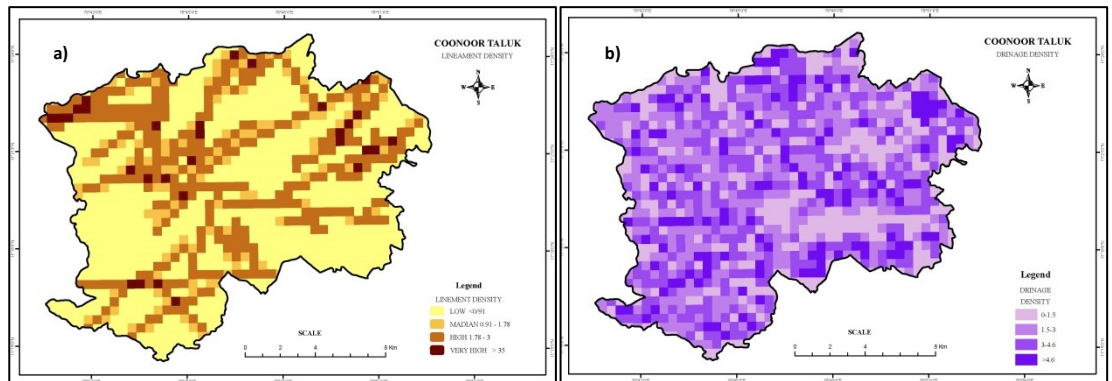 a)
COONOOR TALUK
LINEAMENT DENSITY
N
W E
S
Legend
LINEMENT DENSITY
LOW <0/91
MADIAN 0.91 - 1.78
HIGH 1.78 - 3
VERY HIGH > 35
SCALE
0 2 4 8 Km
b)
COONOOR TALUK
DRINAGE DENSITY
N
W E
S
Legend
DRINAGE
DENSITY
0-1.5
1.5-3
3-4.6
>4.6
SCALE
0 2 4 8 Km